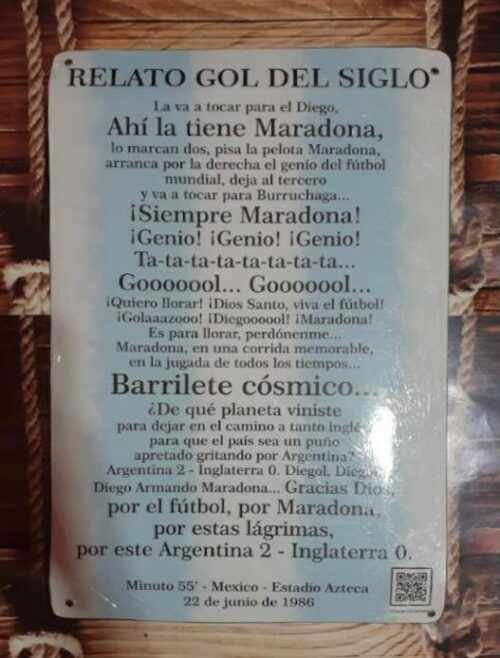 RELATO GOL DEL SIGLO
La va a tocar para el Diego,
Ahí la tiene Maradona,
lo marcan dos, pisa la pelota Maradona,
arranca por la derecha el genio del fútbol
mundial, deja al tercero
y va a tocar para Burruchaga...
¡Siempre Maradona!
¡Genio! ¡Genio! ¡Genio!
Ta-ta-ta-ta-ta-ta-ta-ta...
Gooooool... Gooooool...
¡Quiero llorar! ¡Dios Santo, viva el fútbol!
¡Golaaazooo! ¡Diegoooool! ¡Maradona!
Es para llorar, perdónenme...
Maradona, en una corrida memorable,
en la jugada de todos los tiempos...
Barrilete cósmico...
¿De qué planeta viniste
para dejar en el camino a tanto inglés
para que el país sea un puño
apretado gritando por Argentina?
Argentina 2 - Inglaterra 0. Diegol,
Diego Armando Maradona... Gracias Dios,
por el fútbol, por Maradona,
por estas lágrimas,
por este Argentina 2 - Inglaterra 0.
Minuto 55' - Mexico - Estadio Azteca
22 de junio de 1986